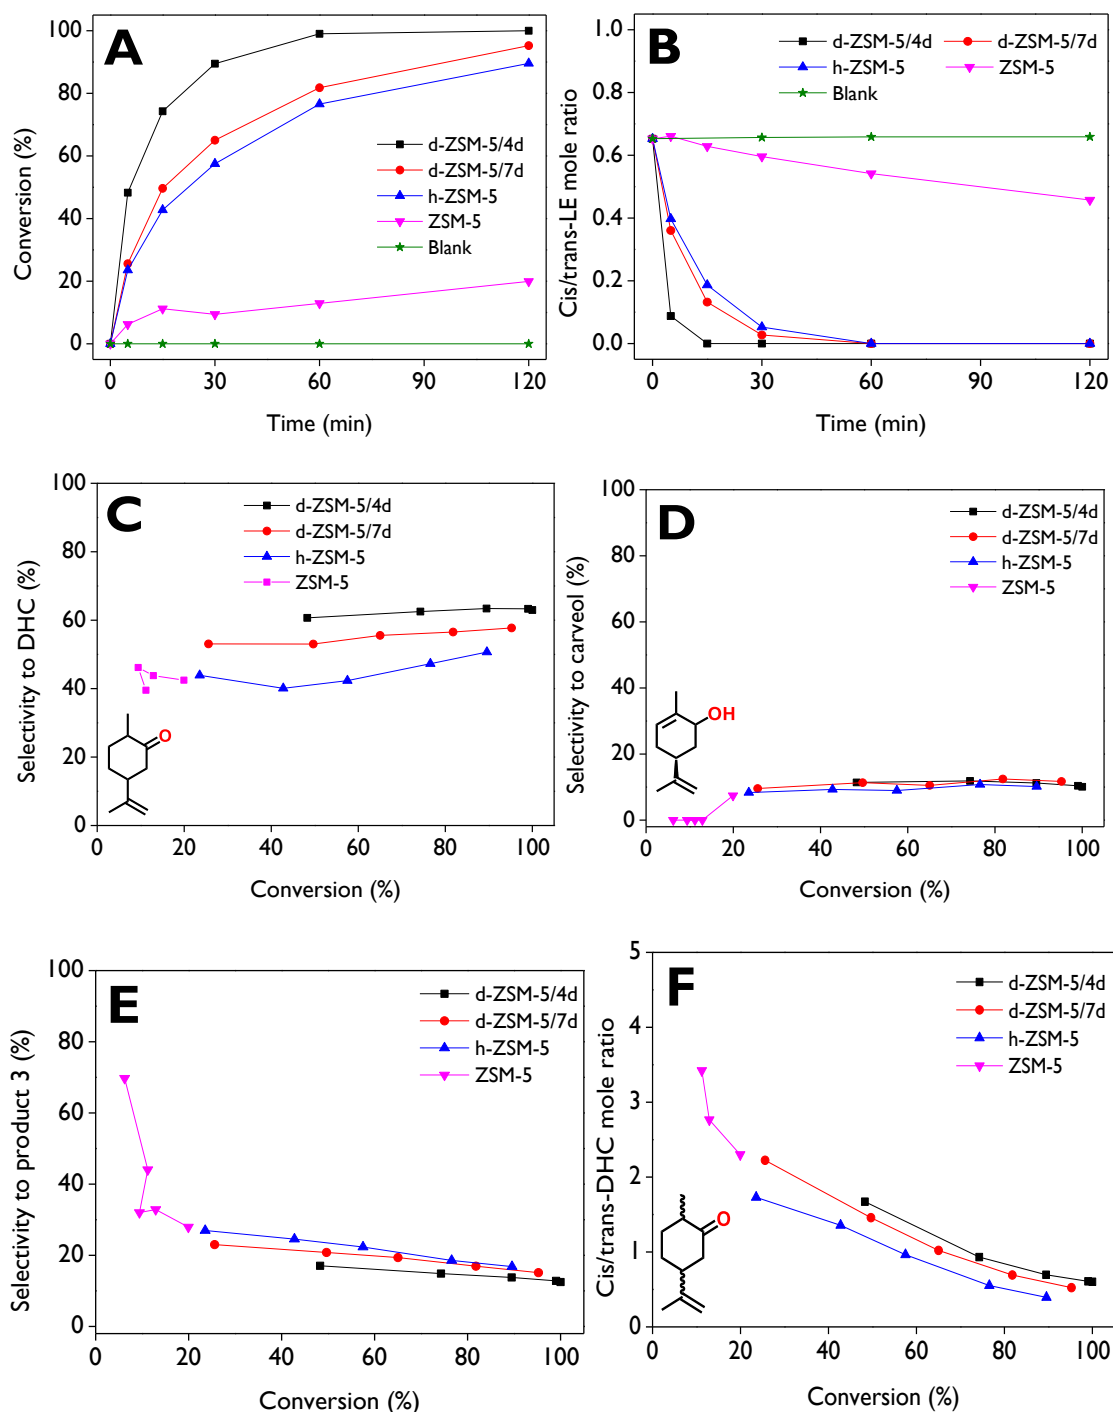 A
Conversion (%)
100
80
60
40
20
0
d-ZSM-5/4d
d-ZSM-5/7d
h-ZSM-5
ZSM-5
Blank
0 30 60 90 120
Time (min)
B
Cis/trans-LE mole ratio
d-ZSM-5/4d d-ZSM-5/7d
h-ZSM-5 ZSM-5
Blank
1.0
0.8
0.6
0.4
0.2
0.0
0 30 60 90 120
Time (min)
C
Selectivity to DHC (%)
100
80
60
40
20
0
d-ZSM-5/4d
d-ZSM-5/7d
h-ZSM-5
ZSM-5
O
0 20 40 60 80 100
Conversion (%)
D
Selectivity to carveol (%)
100
80
60
40
20
0
d-ZSM-5/4d
d-ZSM-5/7d
h-ZSM-5
ZSM-5
OH
0 20 40 60 80 100
Conversion (%)
E
Selectivity to product 3 (%)
100
80
60
40
20
0
d-ZSM-5/4d
d-ZSM-5/7d
h-ZSM-5
ZSM-5
0 20 40 60 80 100
Conversion (%)
F
Cis/trans-DHC mole ratio
5
4
3
2
1
0
d-ZSM-5/4d
d-ZSM-5/7d
h-ZSM-5
ZSM-5
O
0 20 40 60 80 100
Conversion (%)